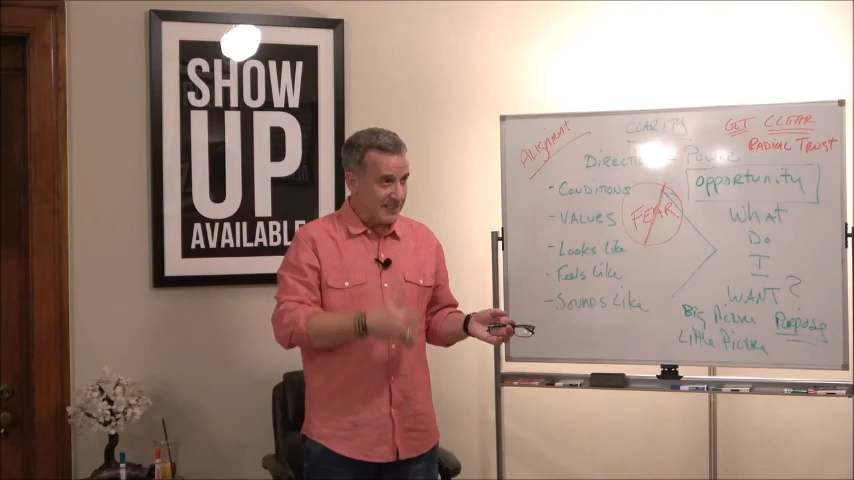 SHOW
UP
AVAILABLE
ALIGNMENT
CLARITY
GET CLEAR
RADICAL TRUST
DIRECTION - POWER
OPPORTUNITY
- CONDITIONS
- VALUES
FEAR
- Looks Like
- Feels Like
- SOUNDS Like
WHAT
DO
I
WANT?
Big Picture Purpose
Little Picture